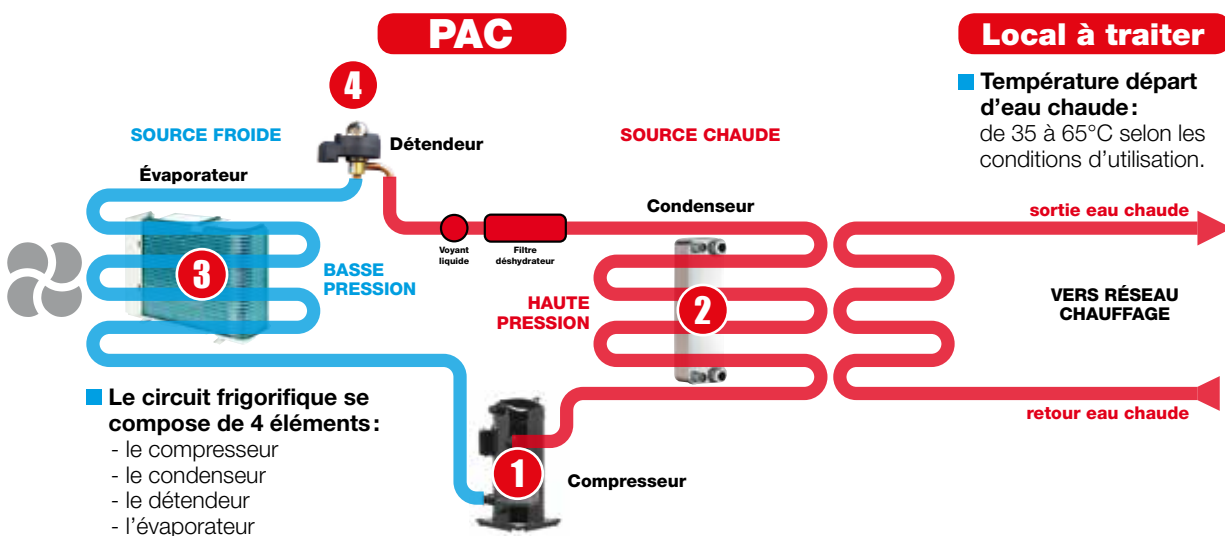 PAC
Local à traiter
4
Température départ
d'eau chaude:
de 35 à 65°C selon les
conditions d'utilisation.
SOURCE FROIDE
Détendeur
SOURCE CHAUDE
Évaporateur
Condenseur
sortie eau chaude
Voyant
liquide
Filtre
déshydrateur
3
BASSE
PRESSION
HAUTE
PRESSION
2
VERS RÉSEAU
CHAUFFAGE
Le circuit frigorifique se
compose de 4 éléments:
- le compresseur
- le condenseur
- le détendeur
- l'évaporateur
retour eau chaude
1
Compresseur